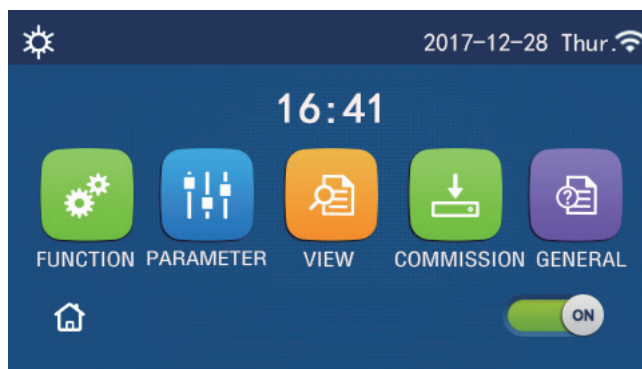 2017-12-28 Thur.
16:41
FUNCTION PARAMETER VIEW COMMISSION GENERAL
ON